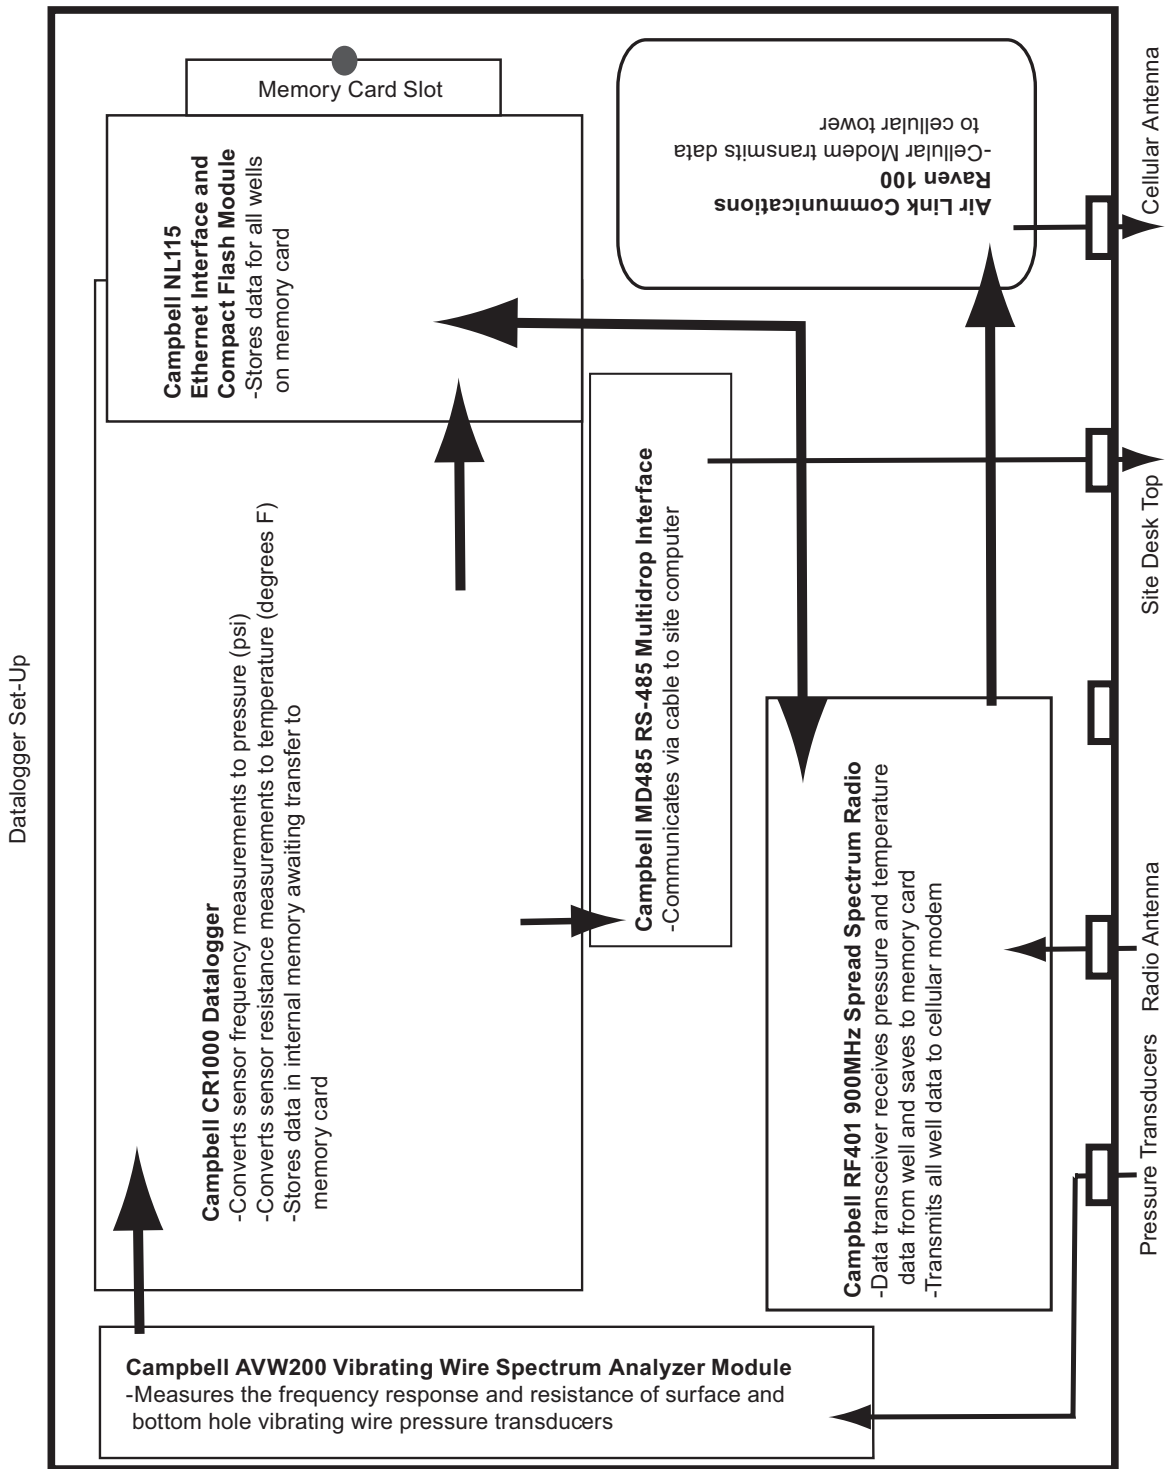 Datalogger Set-Up
Memory Card Slot
Campbell NL115
Ethernet Interface and
Compact Flash Module
-Stores data for all wells
on memory card
Air Link Communications
Raven 100
-Cellular Modem transmits data
to cellular tower
Campbell CR1000 Datalogger
-Converts sensor frequency measurements to pressure (psi)
-Converts sensor resistance measurements to temperature (degrees F)
-Stores data in internal memory awaiting transfer to
memory card
Campbell MD485 RS-485 Multidrop Interface
-Communicates via cable to site computer
Campbell RF401 900MHz Spread Spectrum Radio
-Data transceiver receives pressure and temperature
data from well and saves to memory card
-Transmits all well data to cellular modem
Campbell AVW200 Vibrating Wire Spectrum Analyzer Module
-Measures the frequency response and resistance of surface and
bottom hole vibrating wire pressure transducers
Pressure Transducers
Radio Antenna
Site Desk Top
Cellular Antenna